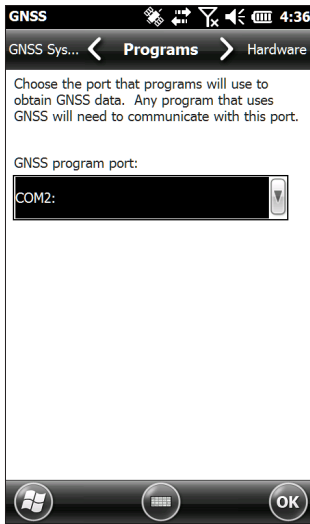 GNSS 4:36
GNSS Sys... Programs Hardware
Choose the port that programs will use to
obtain GNSS data.  Any program that uses
GNSS will need to communicate with this port.
GNSS program port:
COM2:
OK